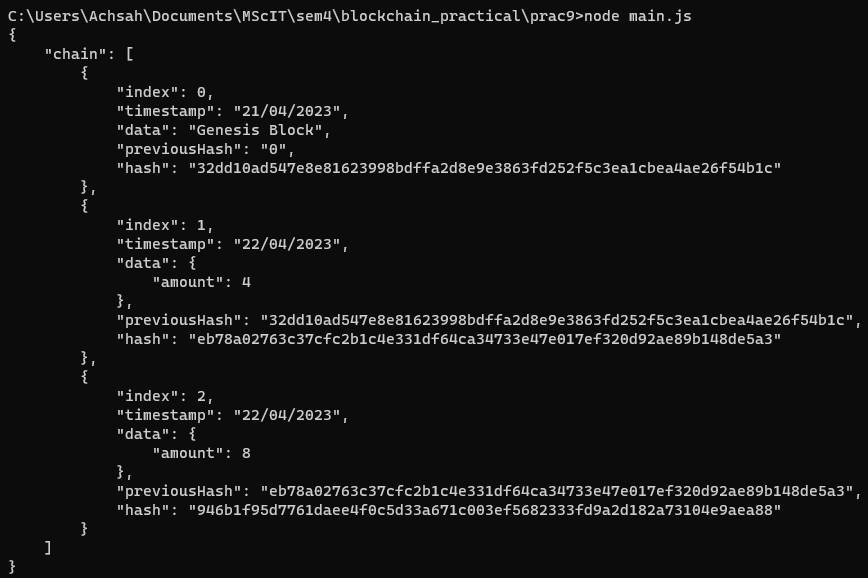 C:\Users\Achsah\Documents\MScIT\sem4\blockchain_practical\prac9>node main.js
{
    "chain": [
        {
            "index": 0,
            "timestamp": "21/04/2023",
            "data": "Genesis Block",
            "previousHash": "0",
            "hash": "32dd10ad547e8e81623998bdffa2d8e9e3863fd252f5c3ea1cbea4ae26f54b1c"
        },
        {
            "index": 1,
            "timestamp": "22/04/2023",
            "data": {
                "amount": 4
            },
            "previousHash": "32dd10ad547e8e81623998bdffa2d8e9e3863fd252f5c3ea1cbea4ae26f54b1c",
            "hash": "eb78a02763c37cfc2b1c4e331df64ca34733e47e017ef320d92ae89b148de5a3"
        },
        {
            "index": 2,
            "timestamp": "22/04/2023",
            "data": {
                "amount": 8
            },
            "previousHash": "eb78a02763c37cfc2b1c4e331df64ca34733e47e017ef320d92ae89b148de5a3",
            "hash": "946b1f95d7761daee4f0c5d33a671c003ef5682333fd9a2d182a73104e9aea88"
        }
    ]
}